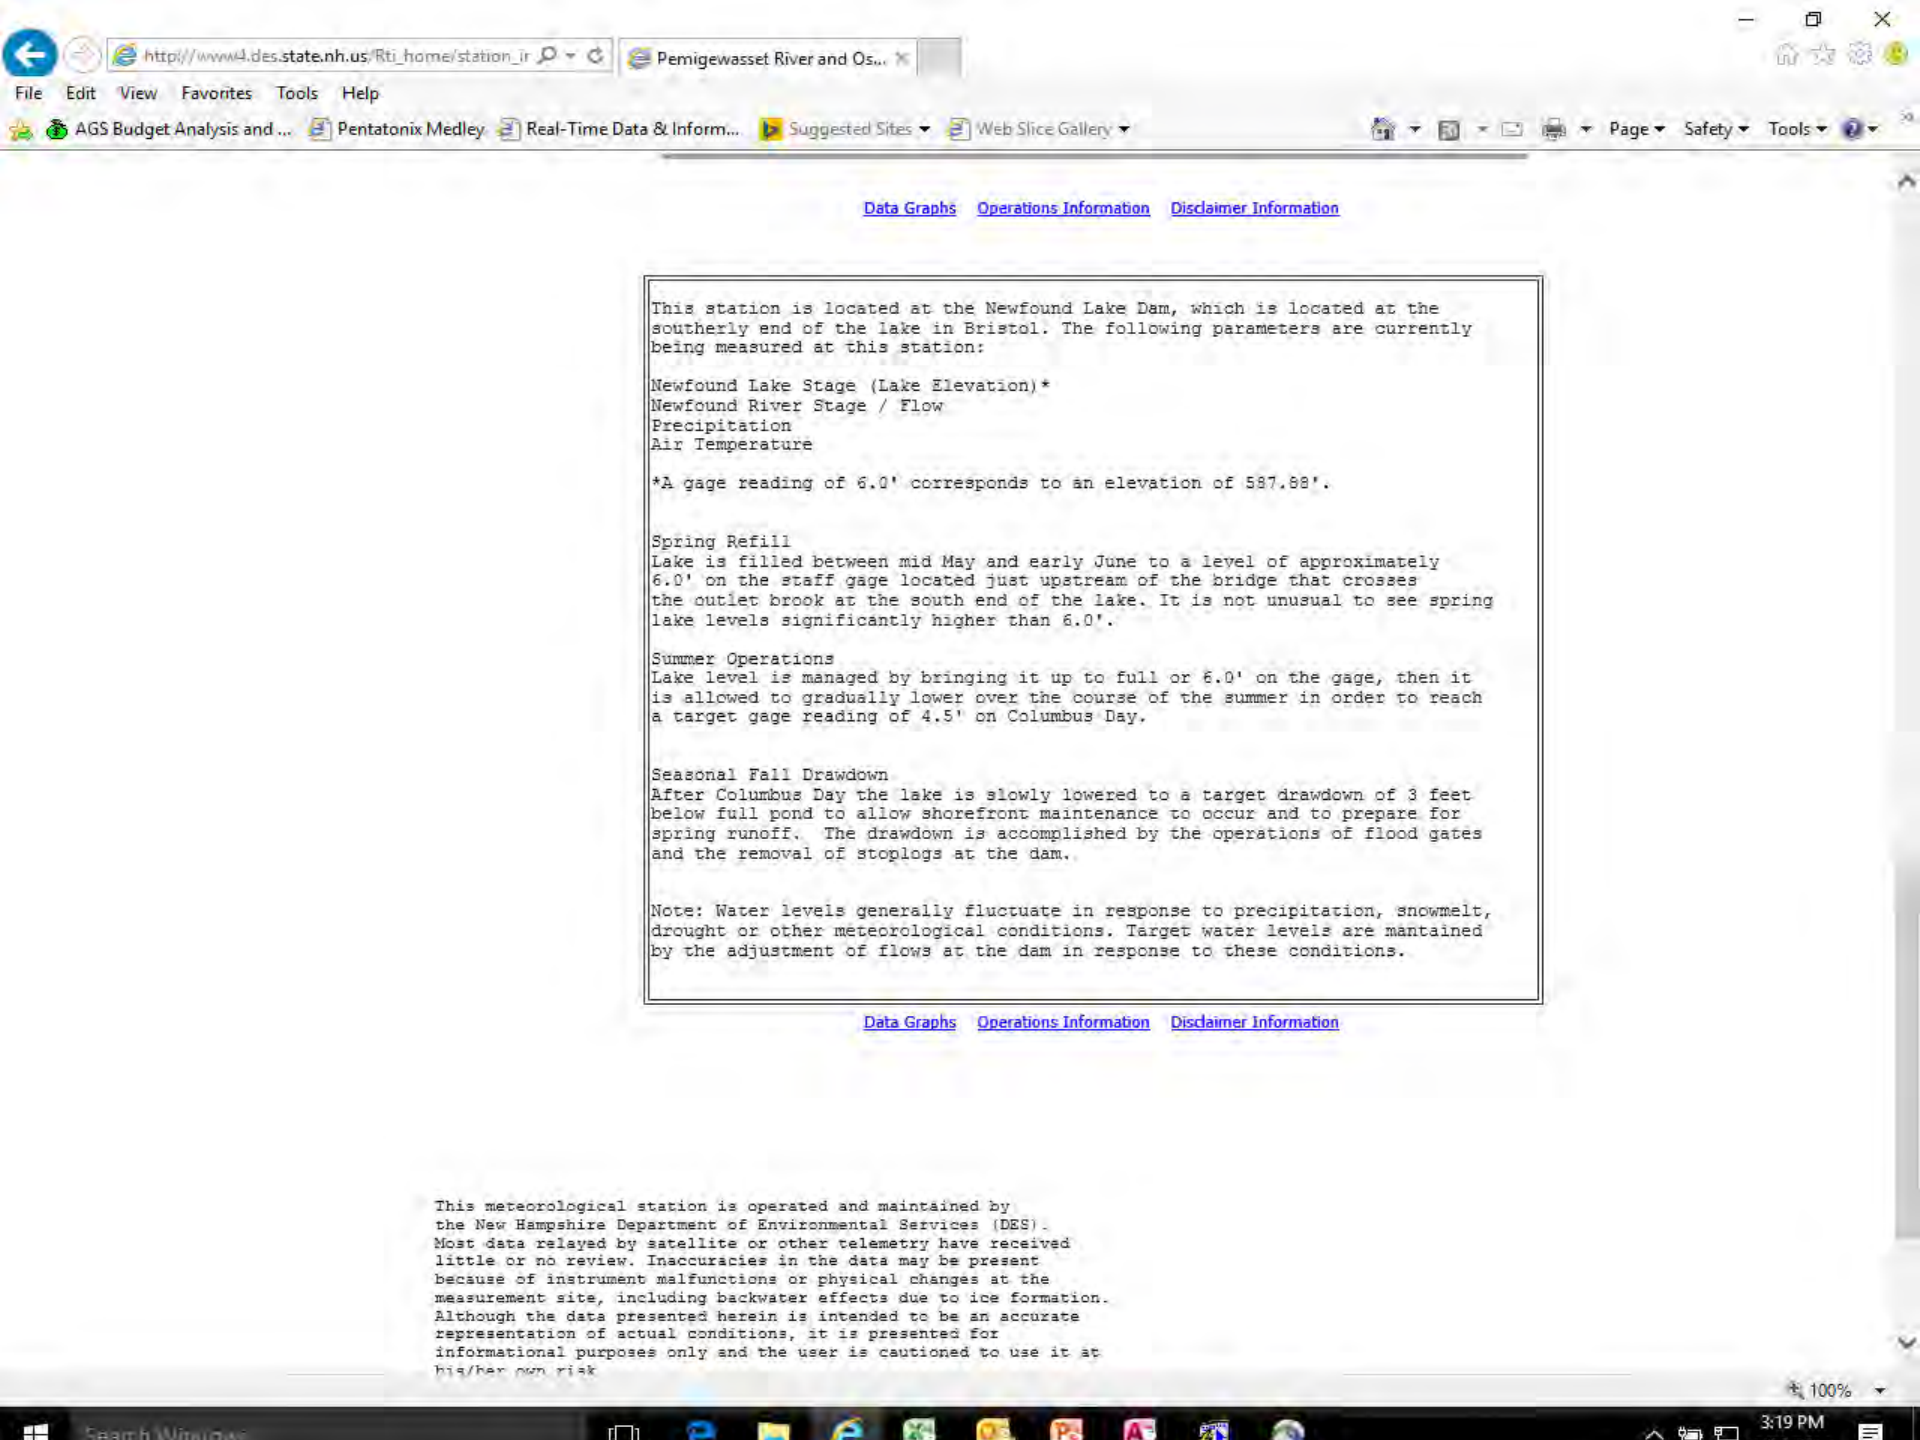 http://www4.des.state.nh.us/Rti_home/station_ir
Pemigewasset River and Os...
File Edit View Favorites Tools Help
AGS Budget Analysis and ... Pentatonix Medley Real-Time Data & Inform... Suggested Sites Web Slice Gallery Page Safety Tools
Data Graphs Operations Information Disclaimer Information
This station is located at the Newfound Lake Dam, which is located at the
southerly end of the lake in Bristol. The following parameters are currently
being measured at this station:
Newfound Lake Stage (Lake Elevation)*
Newfound River Stage / Flow
Precipitation
Air Temperature
*A gage reading of 6.0' corresponds to an elevation of 587.88'.
Spring Refill
Lake is filled between mid May and early June to a level of approximately
6.0' on the staff gage located just upstream of the bridge that crosses
the outlet brook at the south end of the lake. It is not unusual to see spring
lake levels significantly higher than 6.0'.
Summer Operations
Lake level is managed by bringing it up to full or 6.0' on the gage, then it
is allowed to gradually lower over the course of the summer in order to reach
a target gage reading of 4.5' on Columbus Day.
Seasonal Fall Drawdown
After Columbus Day the lake is slowly lowered to a target drawdown of 3 feet
below full pond to allow shorefront maintenance to occur and to prepare for
spring runoff. The drawdown is accomplished by the operations of flood gates
and the removal of stoplogs at the dam.
Note: Water levels generally fluctuate in response to precipitation, snowmelt,
drought or other meteorological conditions. Target water levels are mantained
by the adjustment of flows at the dam in response to these conditions.
Data Graphs Operations Information Disclaimer Information
This meteorological station is operated and maintained by
the New Hampshire Department of Environmental Services (DES).
Most data relayed by satellite or other telemetry have received
little or no review. Inaccuracies in the data may be present
because of instrument malfunctions or physical changes at the
measurement site, including backwater effects due to ice formation.
Although the data presented herein is intended to be an accurate
representation of actual conditions, it is presented for
informational purposes only and the user is cautioned to use it at
his/her own risk
100%
Search Windows
3:19 PM